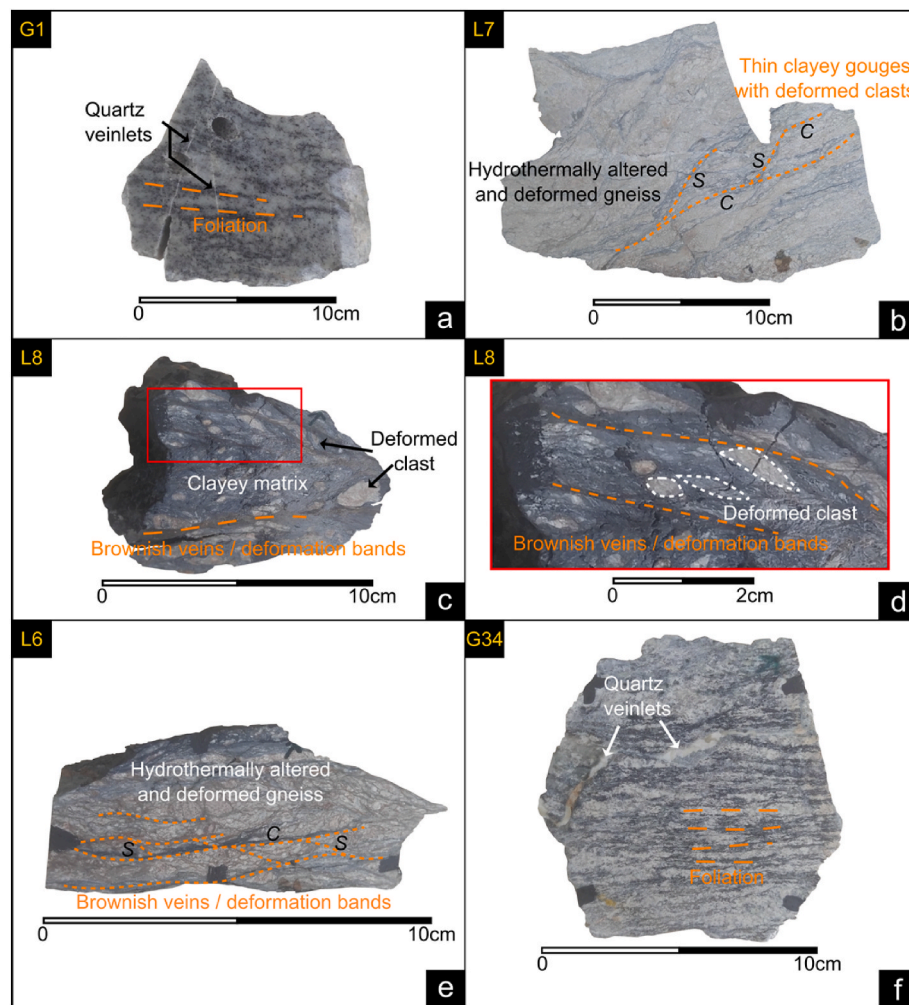 G1
Quartz
veinlets
Foliation
0
10cm
a
L7
Thin clayey gouges
with deformed clasts
C
S
S
C
Hydrothermally altered
and deformed gneiss
0
10cm
b
L8
Deformed
clast
Clayey matrix
Brownish veins / deformation bands
0
10cm
c
L8
Deformed clast
Brownish veins / deformation bands
0
2cm
d
L6
Hydrothermally altered
and deformed gneiss
C
S
S
Brownish veins / deformation bands
0
10cm
e
G34
Quartz
veinlets
Foliation
0
10cm
f